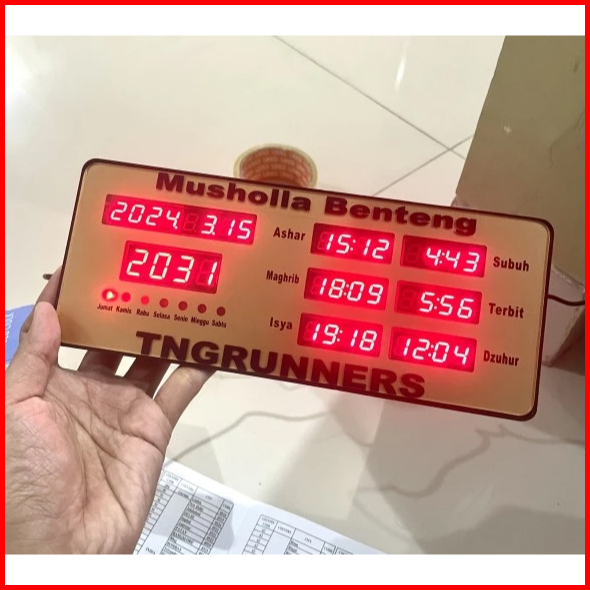 Musholla Benteng
2024. 3.15
2031
Jumat Kamis Rabu Selasa Senin Minggu Sabtu
Ashar 15:12 4:43 Subuh
Maghrib 18:09 5:56 Terbit
Isya 19:18 12:04 Dzuhur
TNGRUNNERS